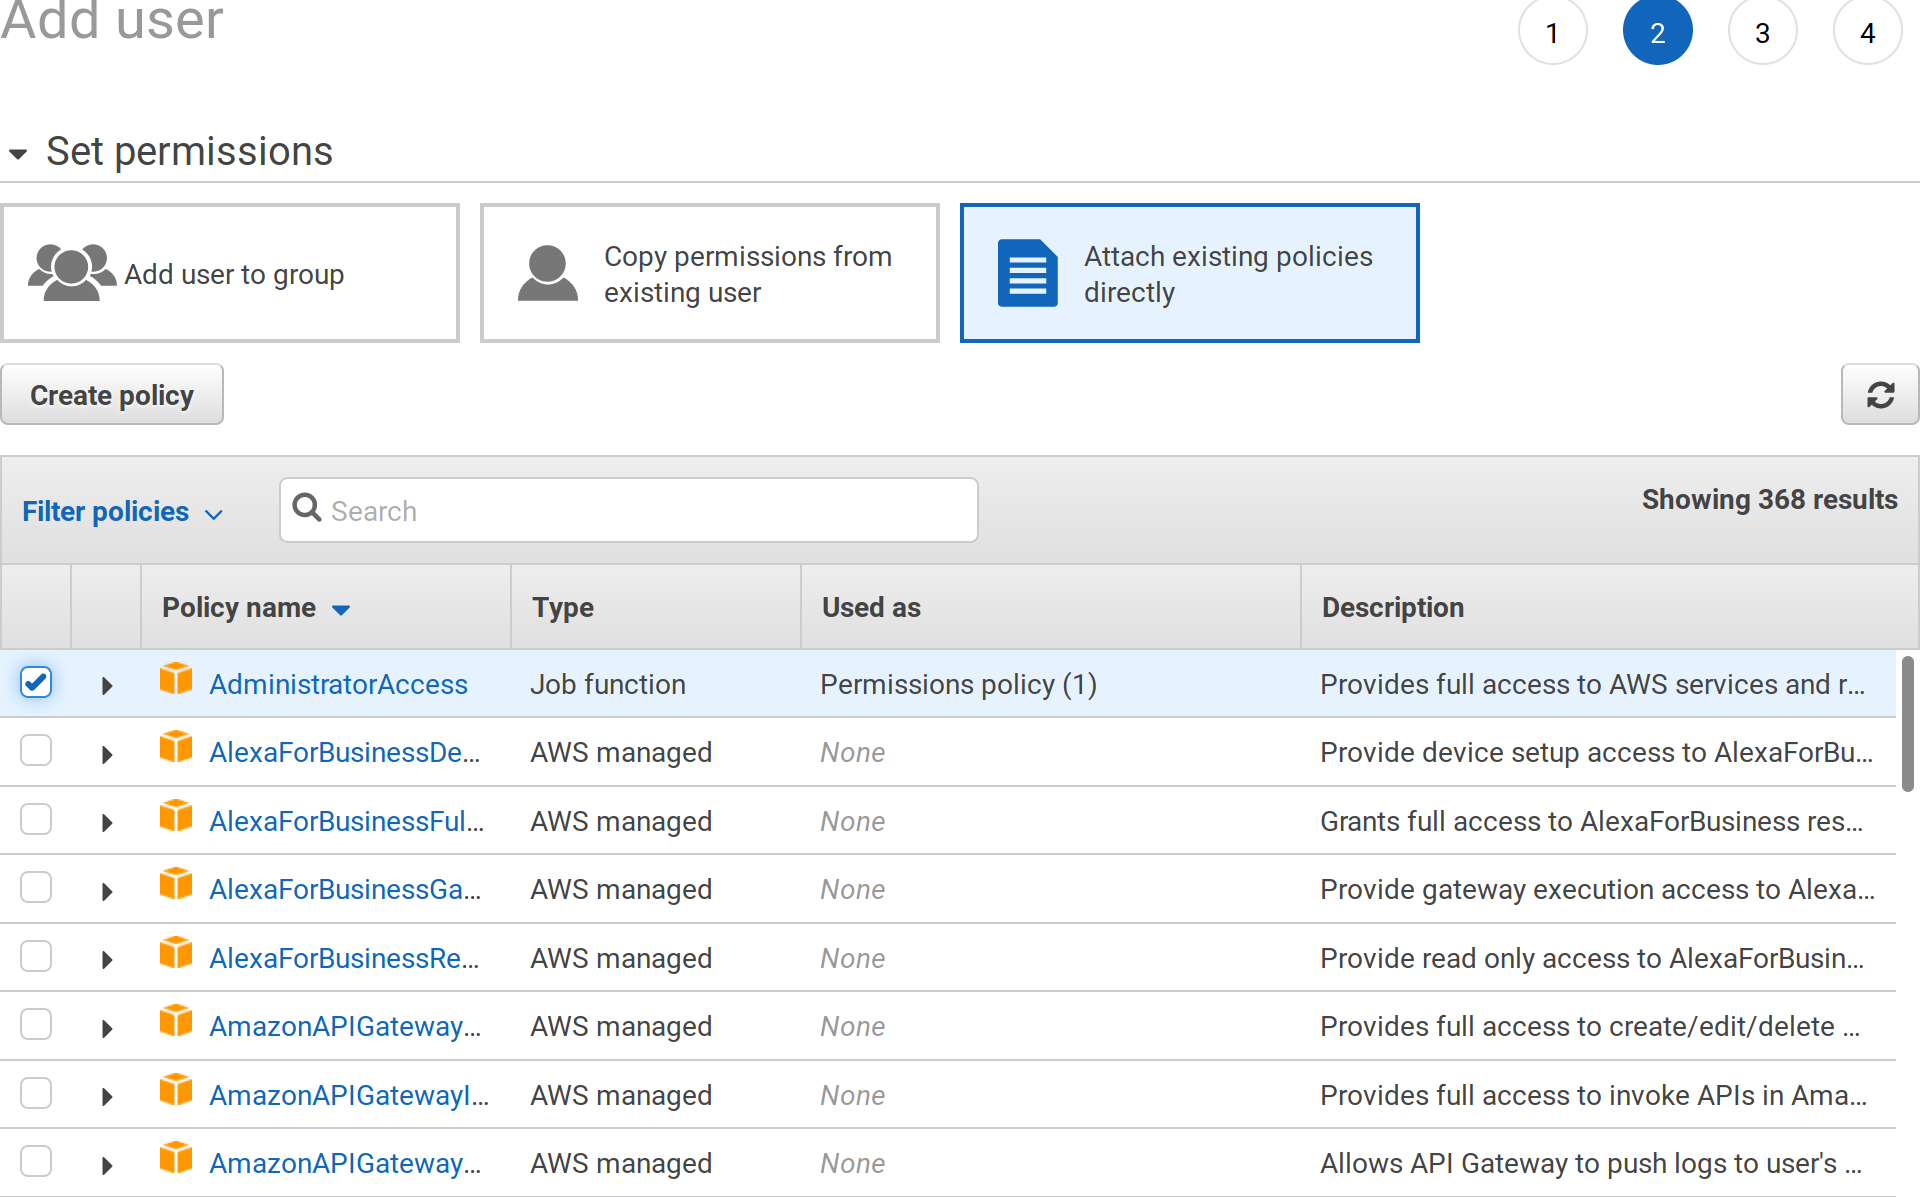 Add user
1 2 3 4
Set permissions
Add user to group
Copy permissions from
existing user
Attach existing policies
directly
Create policy
Filter policies
Search
Showing 368 results
Policy name Type Used as Description
AdministratorAccess Job function Permissions policy (1) Provides full access to AWS services and r...
AlexaForBusinessDe... AWS managed None Provide device setup access to AlexaForBu...
AlexaForBusinessFul... AWS managed None Grants full access to AlexaForBusiness res...
AlexaForBusinessGa... AWS managed None Provide gateway execution access to Alexa...
AlexaForBusinessRe... AWS managed None Provide read only access to AlexaForBusin...
AmazonAPIGateway... AWS managed None Provides full access to create/edit/delete ...
AmazonAPIGatewayI... AWS managed None Provides full access to invoke APIs in Ama...
AmazonAPIGateway... AWS managed None Allows API Gateway to push logs to user's ...